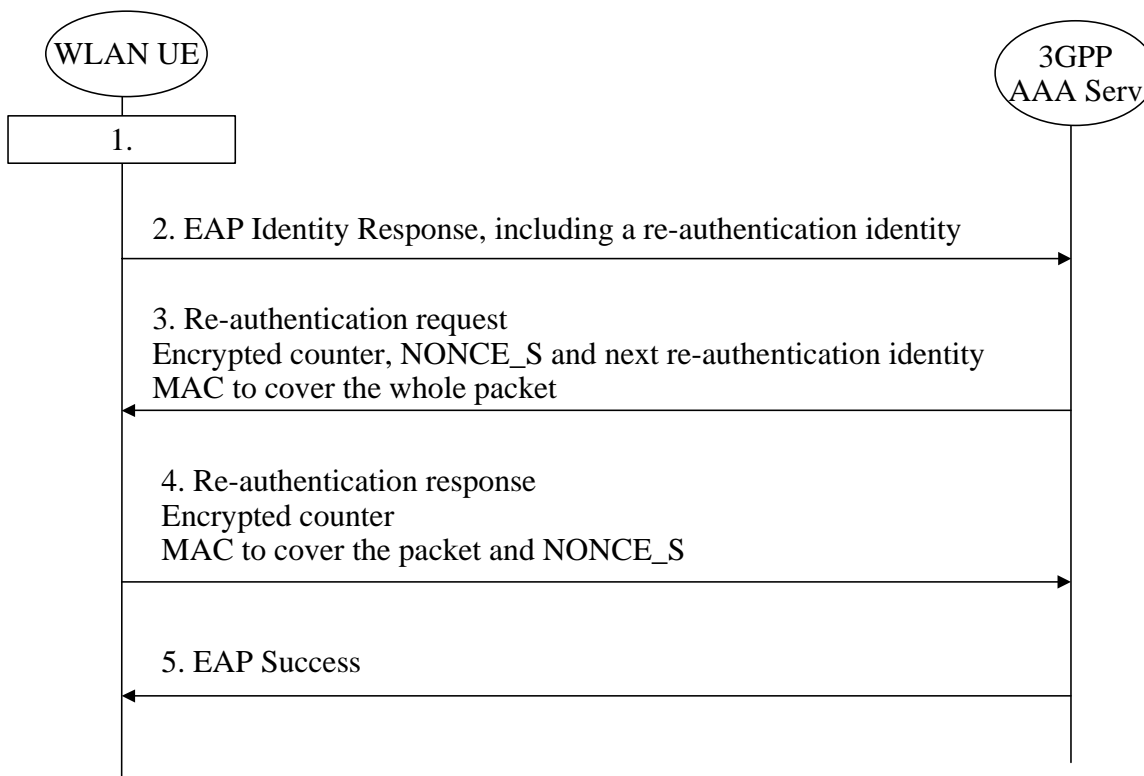 WLAN UE
3GPP
AAA Serv
1.
2. EAP Identity Response, including a re-authentication identity
3. Re-authentication request
Encrypted counter, NONCE_S and next re-authentication identity
MAC to cover the whole packet
4. Re-authentication response
Encrypted counter
MAC to cover the packet and NONCE_S
5. EAP Success